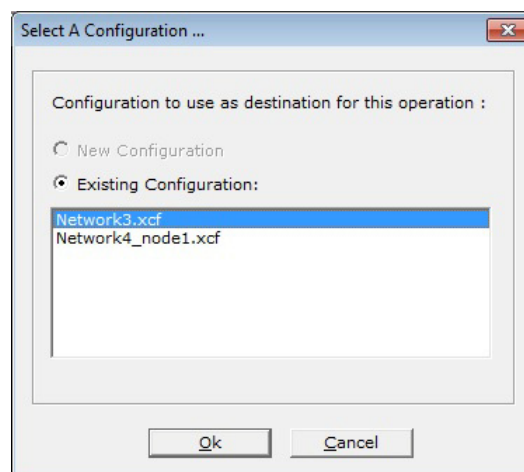 Select A Configuration ...
Configuration to use as destination for this operation :
New Configuration
Existing Configuration:
Network3.xcf
Network4_node1.xcf
Ok
Cancel